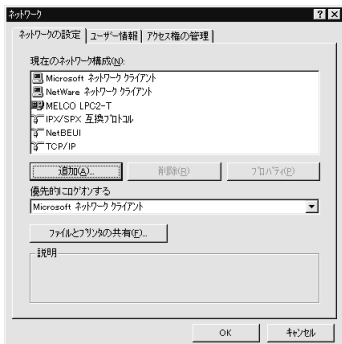 ネットワーク
ネットワークの設定 ユーザー情報 アクセス権の管理
現在のネットワーク構成(N):
Microsoft ネットワーク クライアント
NetWare ネットワーク クライアント
MELCO LPC2-T
IPX/SPX 互換プロトコル
NetBEUI
TCP/IP
追加(A)... 削除(R) プロパティ(P)
優先的にログオンする
Microsoft ネットワーク クライアント
ファイルとプリンタの共有(F)...
説明
OK キャンセル